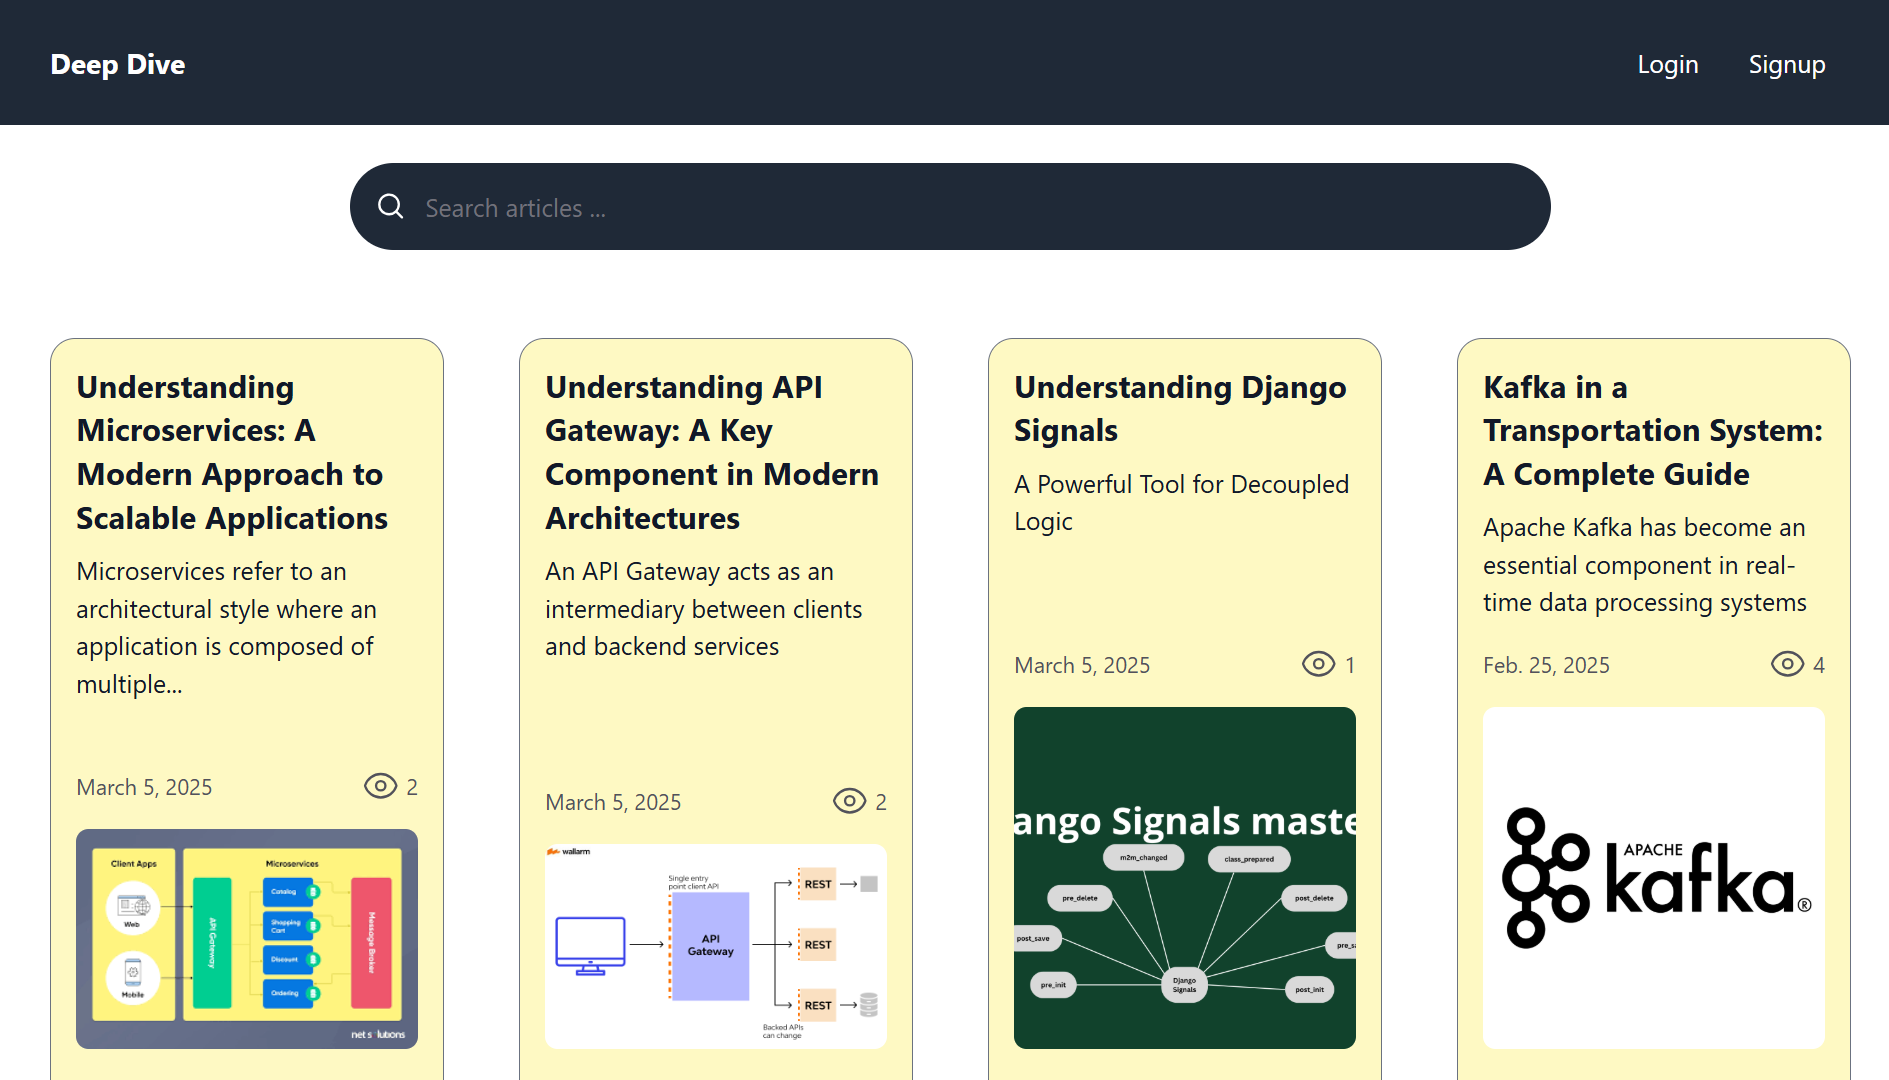 Deep Dive
Login
Signup
Search articles ...
Understanding
Microservices: A
Modern Approach to
Scalable Applications
Microservices refer to an
architectural style where an
application is composed of
multiple...
March 5, 2025
2
Client Apps
Microservices
Web
Mobile
API Gateway
Catalog
Shopping
Cart
Discount
Ordering
Message Broker
net s lutions
Understanding API
Gateway: A Key
Component in Modern
Architectures
An API Gateway acts as an
intermediary between clients
and backend services
March 5, 2025
2
wallarm
Single entry
point client API
API
Gateway
REST
REST
REST
Backed APIs
can change
Understanding Django
Signals
A Powerful Tool for Decoupled
Logic
March 5, 2025
1
ango Signals maste
m2m_changed
class_prepared
pre_delete
post_delete
post_save
pre_sa
pre_init
Django
Signals
post_init
Kafka in a
Transportation System:
A Complete Guide
Apache Kafka has become an
essential component in real-
time data processing systems
Feb. 25, 2025
4
APACHE
kafka®